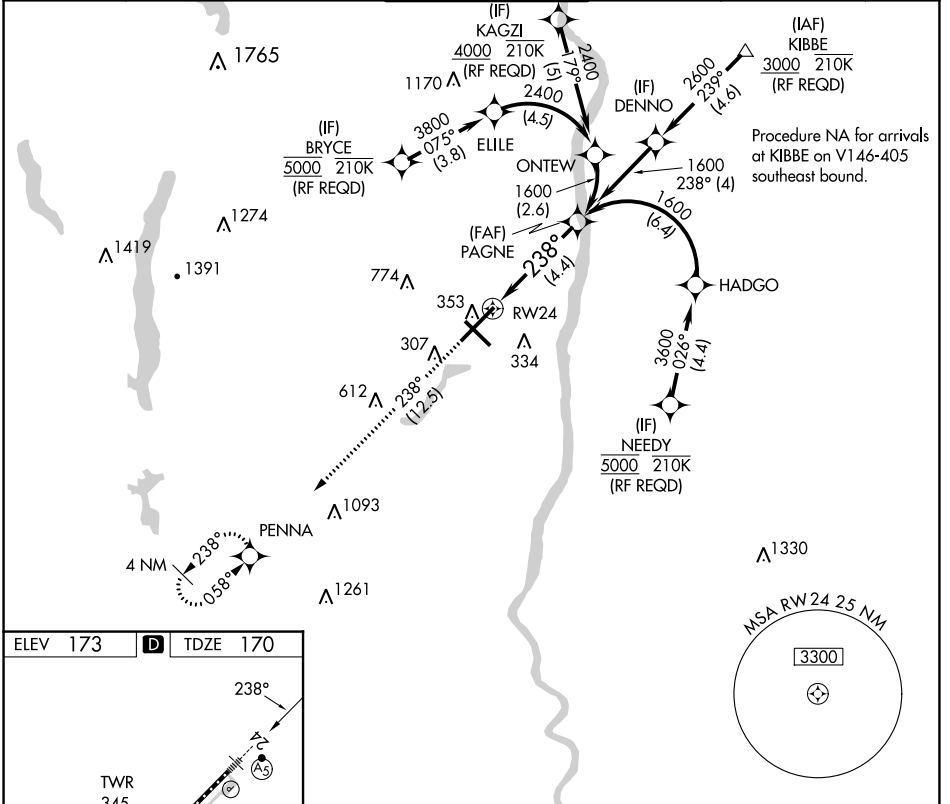 (IF)
KAGZI
4000 210K
(RF REQD)
2400
179°
(5)
(IAF)
KIBBE
3000 210K
(RF REQD)
2600
239°
(4.6)
1765
1170
2400
(4.5)
(IF)
DENNO
(IF)
BRYCE
5000 210K
(RF REQD)
3800
075°
(3.8)
ELILE
Procedure NA for arrivals
at KIBBE on V146-405
southeast bound.
ONTEW
1600
238° (4)
1600
(2.6)
1600
(6.4)
(FAF)
PAGNE
1274
1419
1391
238°
(4.4)
774
HADGO
353
RW24
307
334
3600
026°
(4.4)
612
238°
(12.5)
(IF)
NEEDY
5000 210K
(RF REQD)
1093
PENNA
4 NM
238°
058°
1261
1330
MSA RW24 25 NM
3300
ELEV 173
D
TDZE 170
238°
24
A5
P
TWR
345